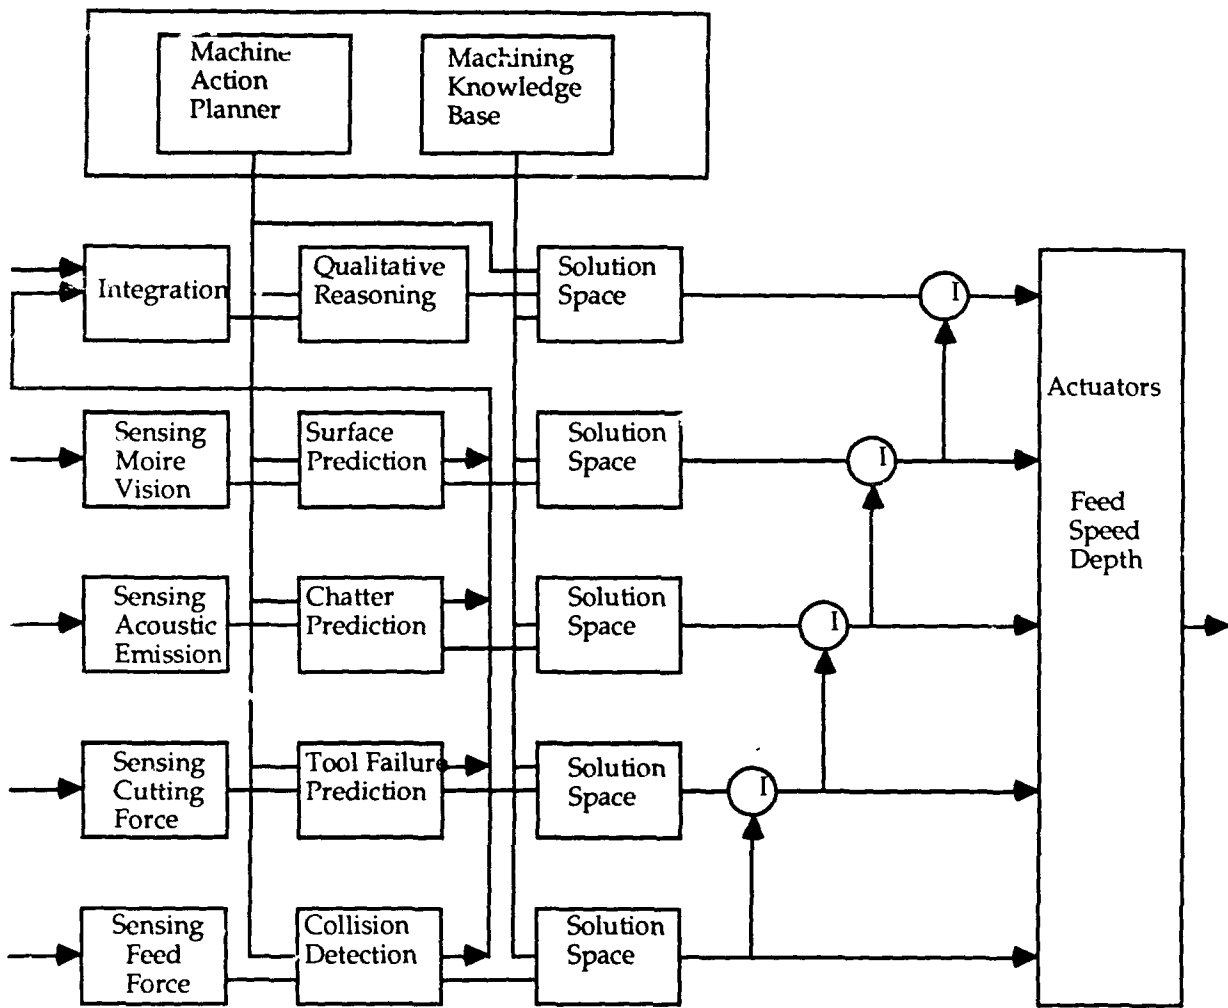 Machine
Action
Planner
Machining
Knowledge
Base
Integration
Qualitative
Reasoning
Solution
Space
I
Actuators
Feed
Speed
Depth
Sensing
Moire
Vision
Surface
Prediction
Solution
Space
I
Sensing
Acoustic
Emission
Chatter
Prediction
Solution
Space
I
Sensing
Cutting
Force
Tool Failure
Prediction
Solution
Space
I
Sensing
Feed
Force
Collision
Detection
Solution
Space